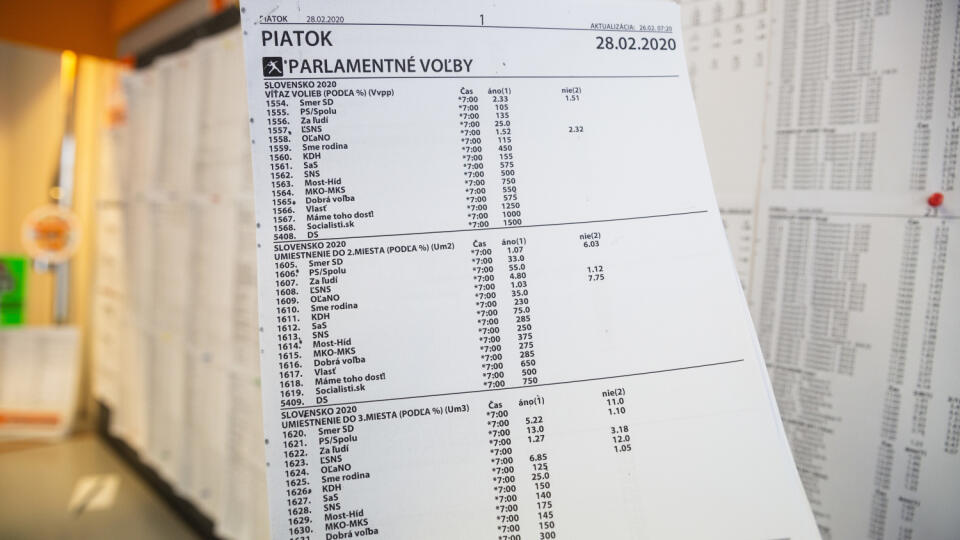 PIATOK 28.02.2020 1 AKTUALIZÁCIA: 26.02. 07:20
PIATOK 28.02.2020
PARLAMENTNÉ VOĽBY
SLOVENSKO 2020
VÍŤAZ VOLIEB (PODĽA %) (Vvpp) Čas áno(1) nie(2)
1554. Smer SD *7:00 2.33 1.51
1555. PS/Spolu *7:00 105
1556. Za ľudí *7:00 135
1557. ĽSNS *7:00 25.0
1558. OĽaNO *7:00 1.52 2.32
1559. Sme rodina *7:00 115
1560. KDH *7:00 450
1561. SaS *7:00 155
1562. SNS *7:00 575
1563. Most-Híd *7:00 500
1564. MKO-MKS *7:00 750
1565. Dobrá voľba *7:00 550
1566. Vlasť *7:00 575
1567. Máme toho dosť! *7:00 1250
1568. Socialisti.sk *7:00 1000
5408. DS *7:00 1500
SLOVENSKO 2020
UMIESTNENIE DO 2.MIESTA (PODĽA %) (Um2) Čas áno(1) nie(2)
1605. Smer SD *7:00 1.07 6.03
1606. PS/Spolu *7:00 33.0
1607. Za ľudí *7:00 55.0
1608. ĽSNS *7:00 4.80 1.12
1609. OĽaNO *7:00 1.03 7.75
1610. Sme rodina *7:00 35.0
1611. KDH *7:00 230
1612. SaS *7:00 75.0
1613. SNS *7:00 285
1614. Most-Híd *7:00 250
1615. MKO-MKS *7:00 375
1616. Dobrá voľba *7:00 275
1617. Vlasť *7:00 285
1618. Máme toho dosť! *7:00 650
1619. Socialisti.sk *7:00 500
5409. DS *7:00 750
SLOVENSKO 2020
UMIESTNENIE DO 3.MIESTA (PODĽA %) (Um3) Čas áno(1) nie(2)
1620. Smer SD *7:00 11.0
1621. PS/Spolu *7:00 5.22 1.10
1622. Za ľudí *7:00 13.0
1623. ĽSNS *7:00 1.27 3.18
1624. OĽaNO *7:00 12.0
1625. Sme rodina *7:00 6.85 1.05
1626. KDH *7:00 125
1627. SaS *7:00 25.0
1628. SNS *7:00 150
1629. Most-Híd *7:00 140
1630. MKO-MKS *7:00 175
1631. Dobrá voľba *7:00 145
150
300